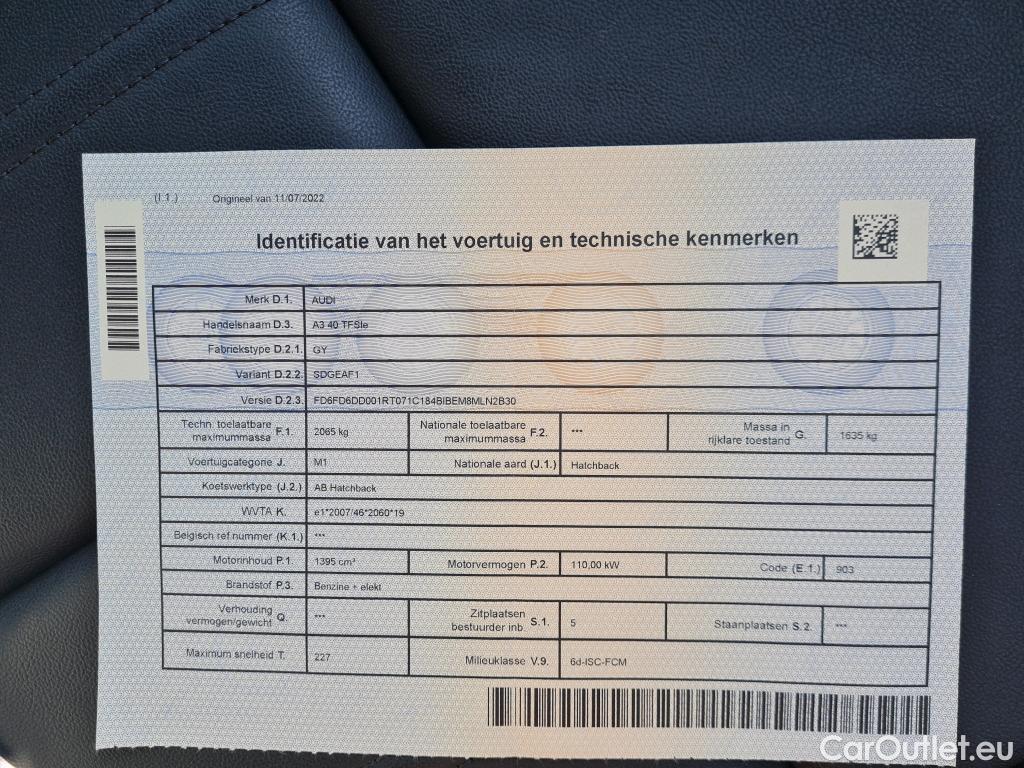 (I.1.) Origineel van 11/07/2022
Identificatie van het voertuig en technische kenmerken
Merk D.1. AUDI
Handelsnaam D.3. A3 40 TFSIe
Fabriekstype D.2.1. GY
Variant D.2.2. SDGEAF1
Versie D.2.3. FD6FD6DD001RT071C184BIBEM8MLN2B30
Techn. toelaatbare maximummassa F.1. 2065 kg Nationale toelaatbare maximummassa F.2. *** Massa in rijklare toestand G. 1635 kg
Voertuigcategorie J. M1 Nationale aard (J.1.) Hatchback
Koetswerktype (J.2.) AB Hatchback
WVTA K. e1*2007/46*2060*19
Belgisch ref nummer (K.1.) ***
Motorinhoud P.1. 1395 cm³ Motorvermogen P.2. 110,00 kW Code (E.1.) 903
Brandstof P.3. Benzine + elekt
Verhouding vermogen/gewicht Q. *** Zitplaatsen bestuurder inb. S.1. 5 Staanplaatsen S.2. ***
Maximum snelheid T. 227 Milieuklasse V.9. 6d-ISC-FCM
CarOutlet.eu